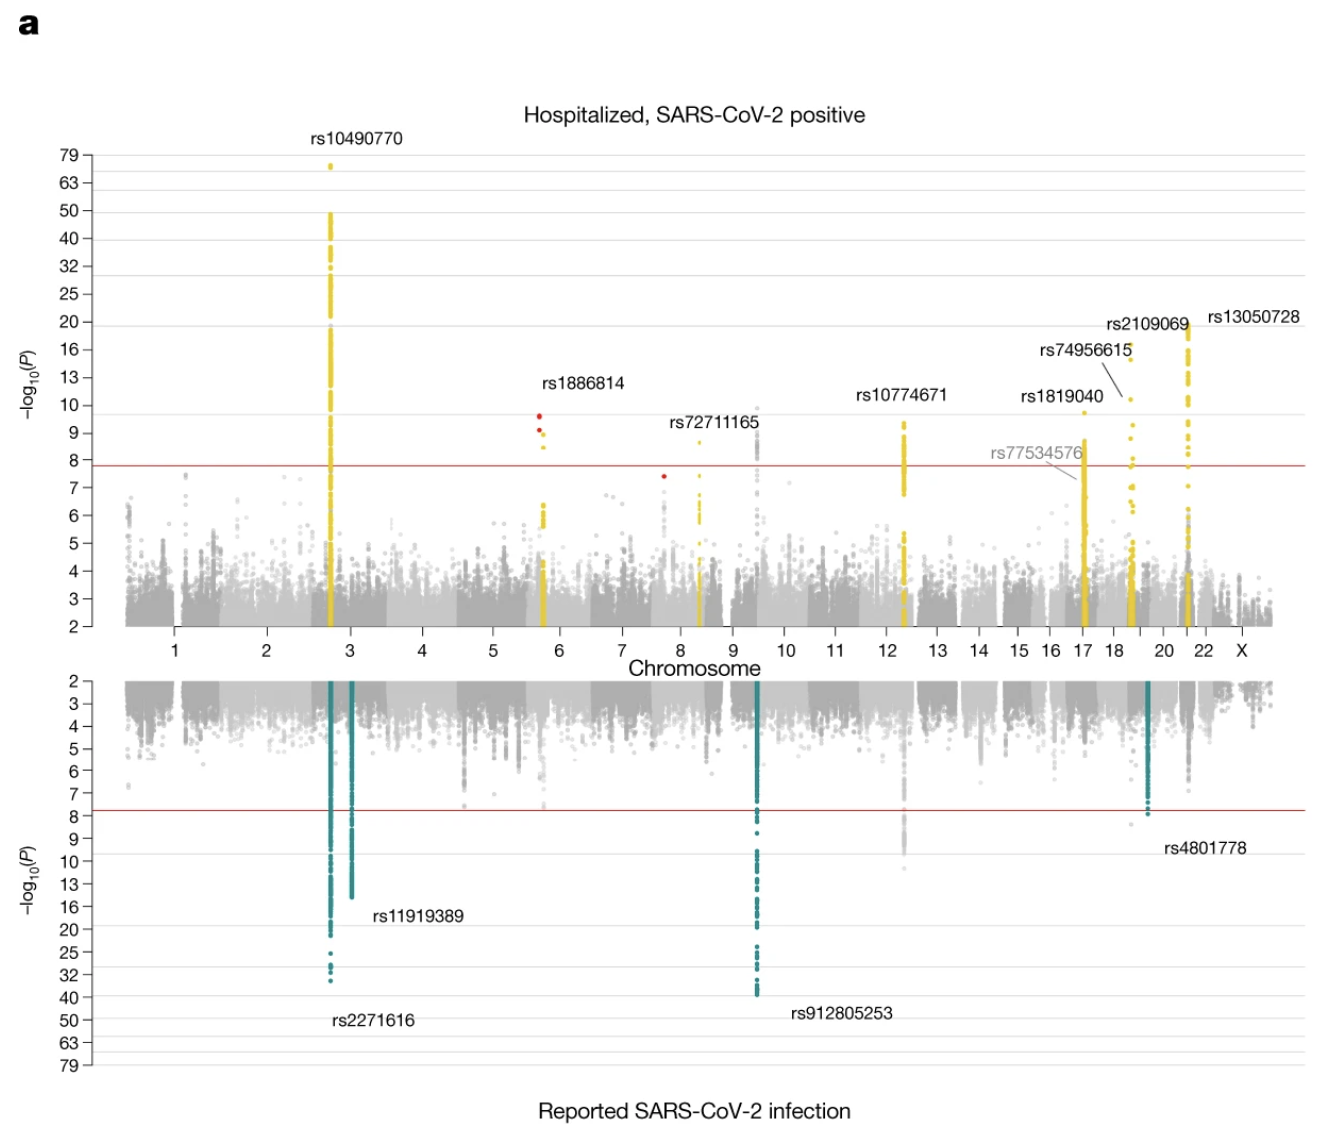 a
Hospitalized, SARS-CoV-2 positive
rs10490770
79
63
50
40
32
25
20
16
13
10
9
8
7
6
5
4
3
2
–log10(P)
rs1886814
rs72711165
rs10774671
rs1819040
rs77534576
rs74956615
rs2109069
rs13050728
1 2 3 4 5 6 7 8 9 10 11 12 13 14 15 16 17 18 20 22 X
Chromosome
2
3
4
5
6
7
8
9
10
13
16
20
25
32
40
50
63
79
–log10(P)
rs4801778
rs11919389
rs912805253
rs2271616
Reported SARS-CoV-2 infection